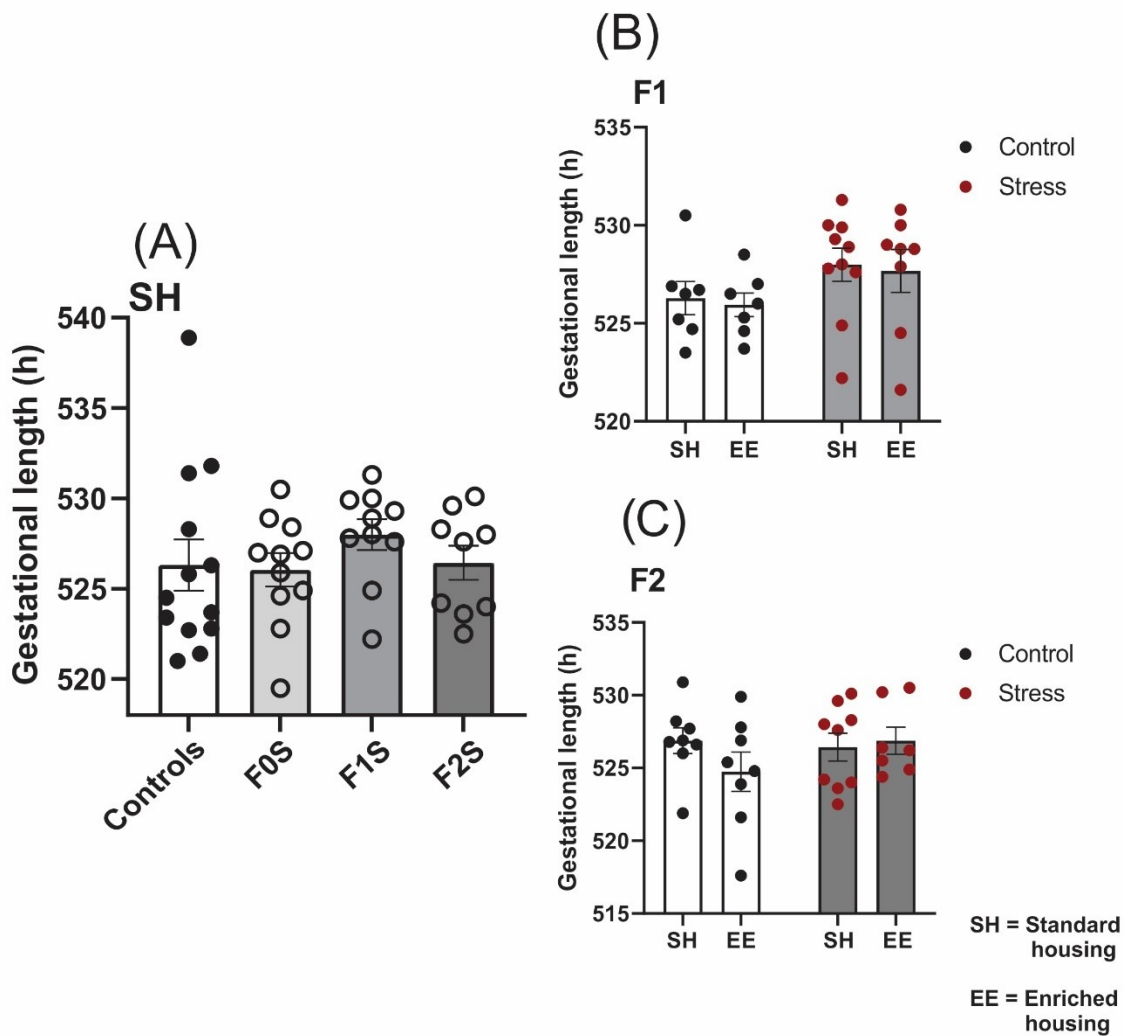 (A)
SH
Gestational length (h)
540
535
530
525
520
Controls
F0S
F1S
F2S
(B)
F1
Gestational length (h)
535
530
525
520
SH
EE
SH
EE
Control
Stress
(C)
F2
Gestational length (h)
535
530
525
520
515
SH
EE
SH
EE
Control
Stress
SH = Standard
housing
EE = Enriched
housing